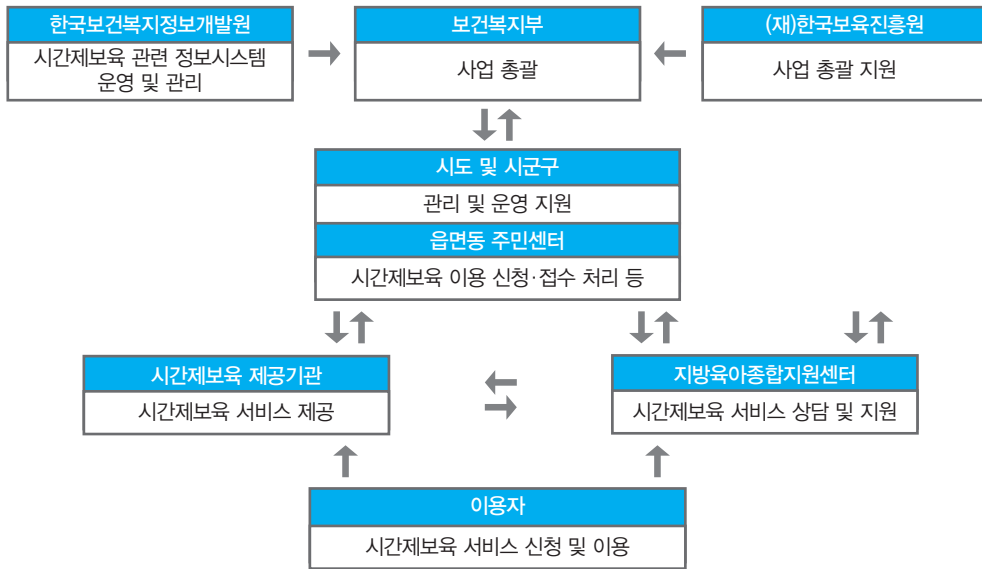 한국보건복지정보개발원
시간제보육 관련 정보시스템
운영 및 관리
보건복지부
사업 총괄
(재)한국보육진흥원
사업 총괄 지원
시도 및 시군구
관리 및 운영 지원
읍면동 주민센터
시간제보육 이용 신청·접수 처리 등
시간제보육 제공기관
시간제보육 서비스 제공
지방육아종합지원센터
시간제보육 서비스 상담 및 지원
이용자
시간제보육 서비스 신청 및 이용